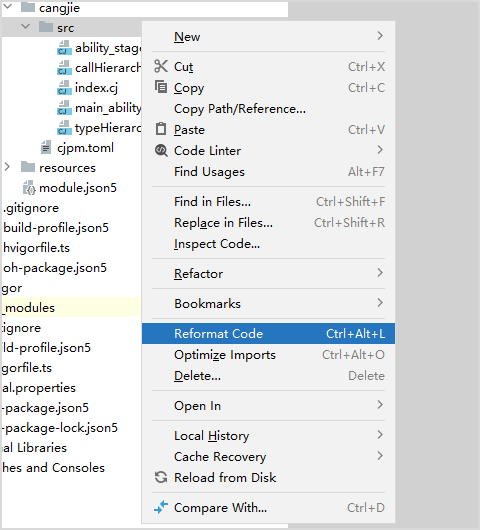 cangjie
src
ability_stage
callHierarch
index.cj
main_ability
typeHierarc
cjpm.toml
resources
module.json5
.gitignore
build-profile.json5
hvigorfile.ts
oh-package.json5
gor
_modules
tignore
ld-profile.json5
gorfile.ts
al.properties
-package.json5
-package-lock.json5
nal Libraries
hes and Consoles
New
Cut Ctrl+X
Copy Ctrl+C
Copy Path/Reference...
Paste Ctrl+V
Code Linter
Find Usages Alt+F7
Find in Files... Ctrl+Shift+F
Replace in Files... Ctrl+Shift+R
Inspect Code...
Refactor
Bookmarks
Reformat Code Ctrl+Alt+L
Optimize Imports Ctrl+Alt+O
Delete... Delete
Open In
Local History
Cache Recovery
Reload from Disk
Compare With... Ctrl+D